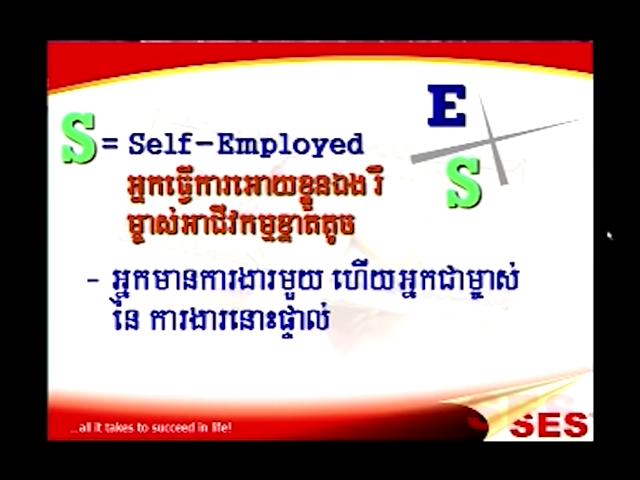 E
S = Self-Employed
S
អ្នកធ្វើការអោយខ្លួនឯង រឺ
ម្ចាស់អាជីវកម្មខ្នាតតូច
- អ្នកមានការងារមួយ ហើយអ្នកជាម្ចាស់
នៃ ការងារនោះផ្ទាល់
...all it takes to succeed in life!
SES